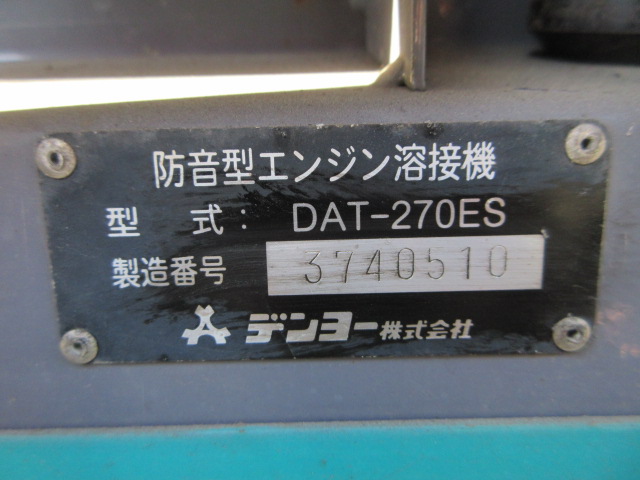 防音型エンジン溶接機
型 式： DAT-270ES
製造番号 3740510
デンヨー株式会社